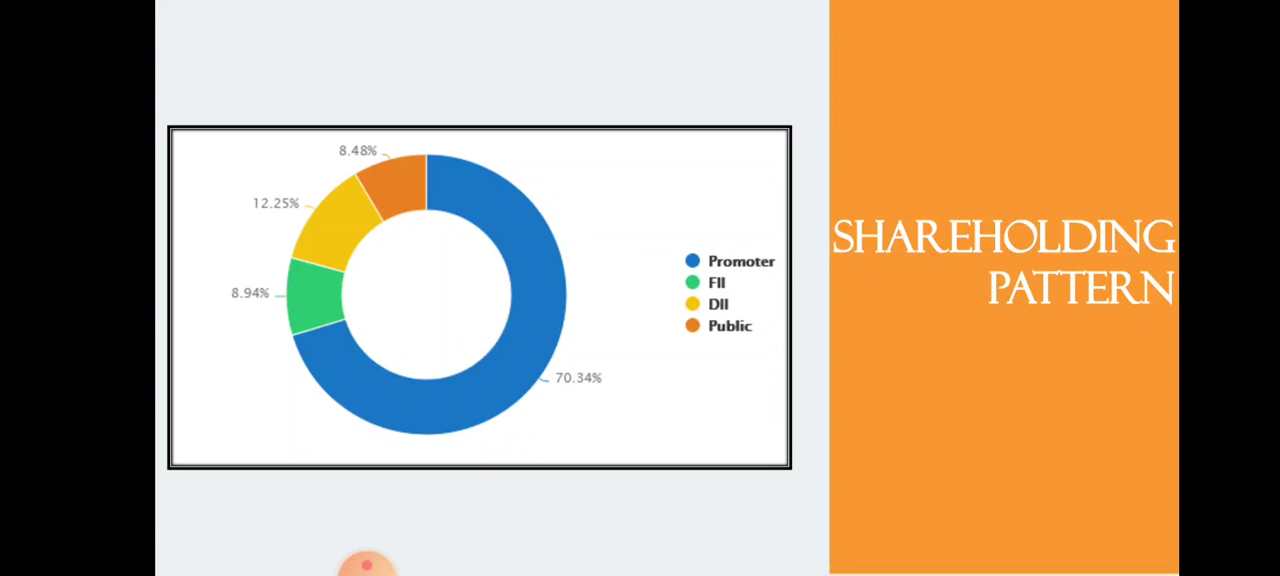 8.48%
12.25%
8.94%
70.34%
Promoter
FII
DII
Public
SHAREHOLDING
PATTERN